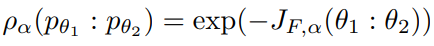 ρ_α(p_{θ_1} : p_{θ_2}) = exp(−J_{F,α}(θ_1 : θ_2))